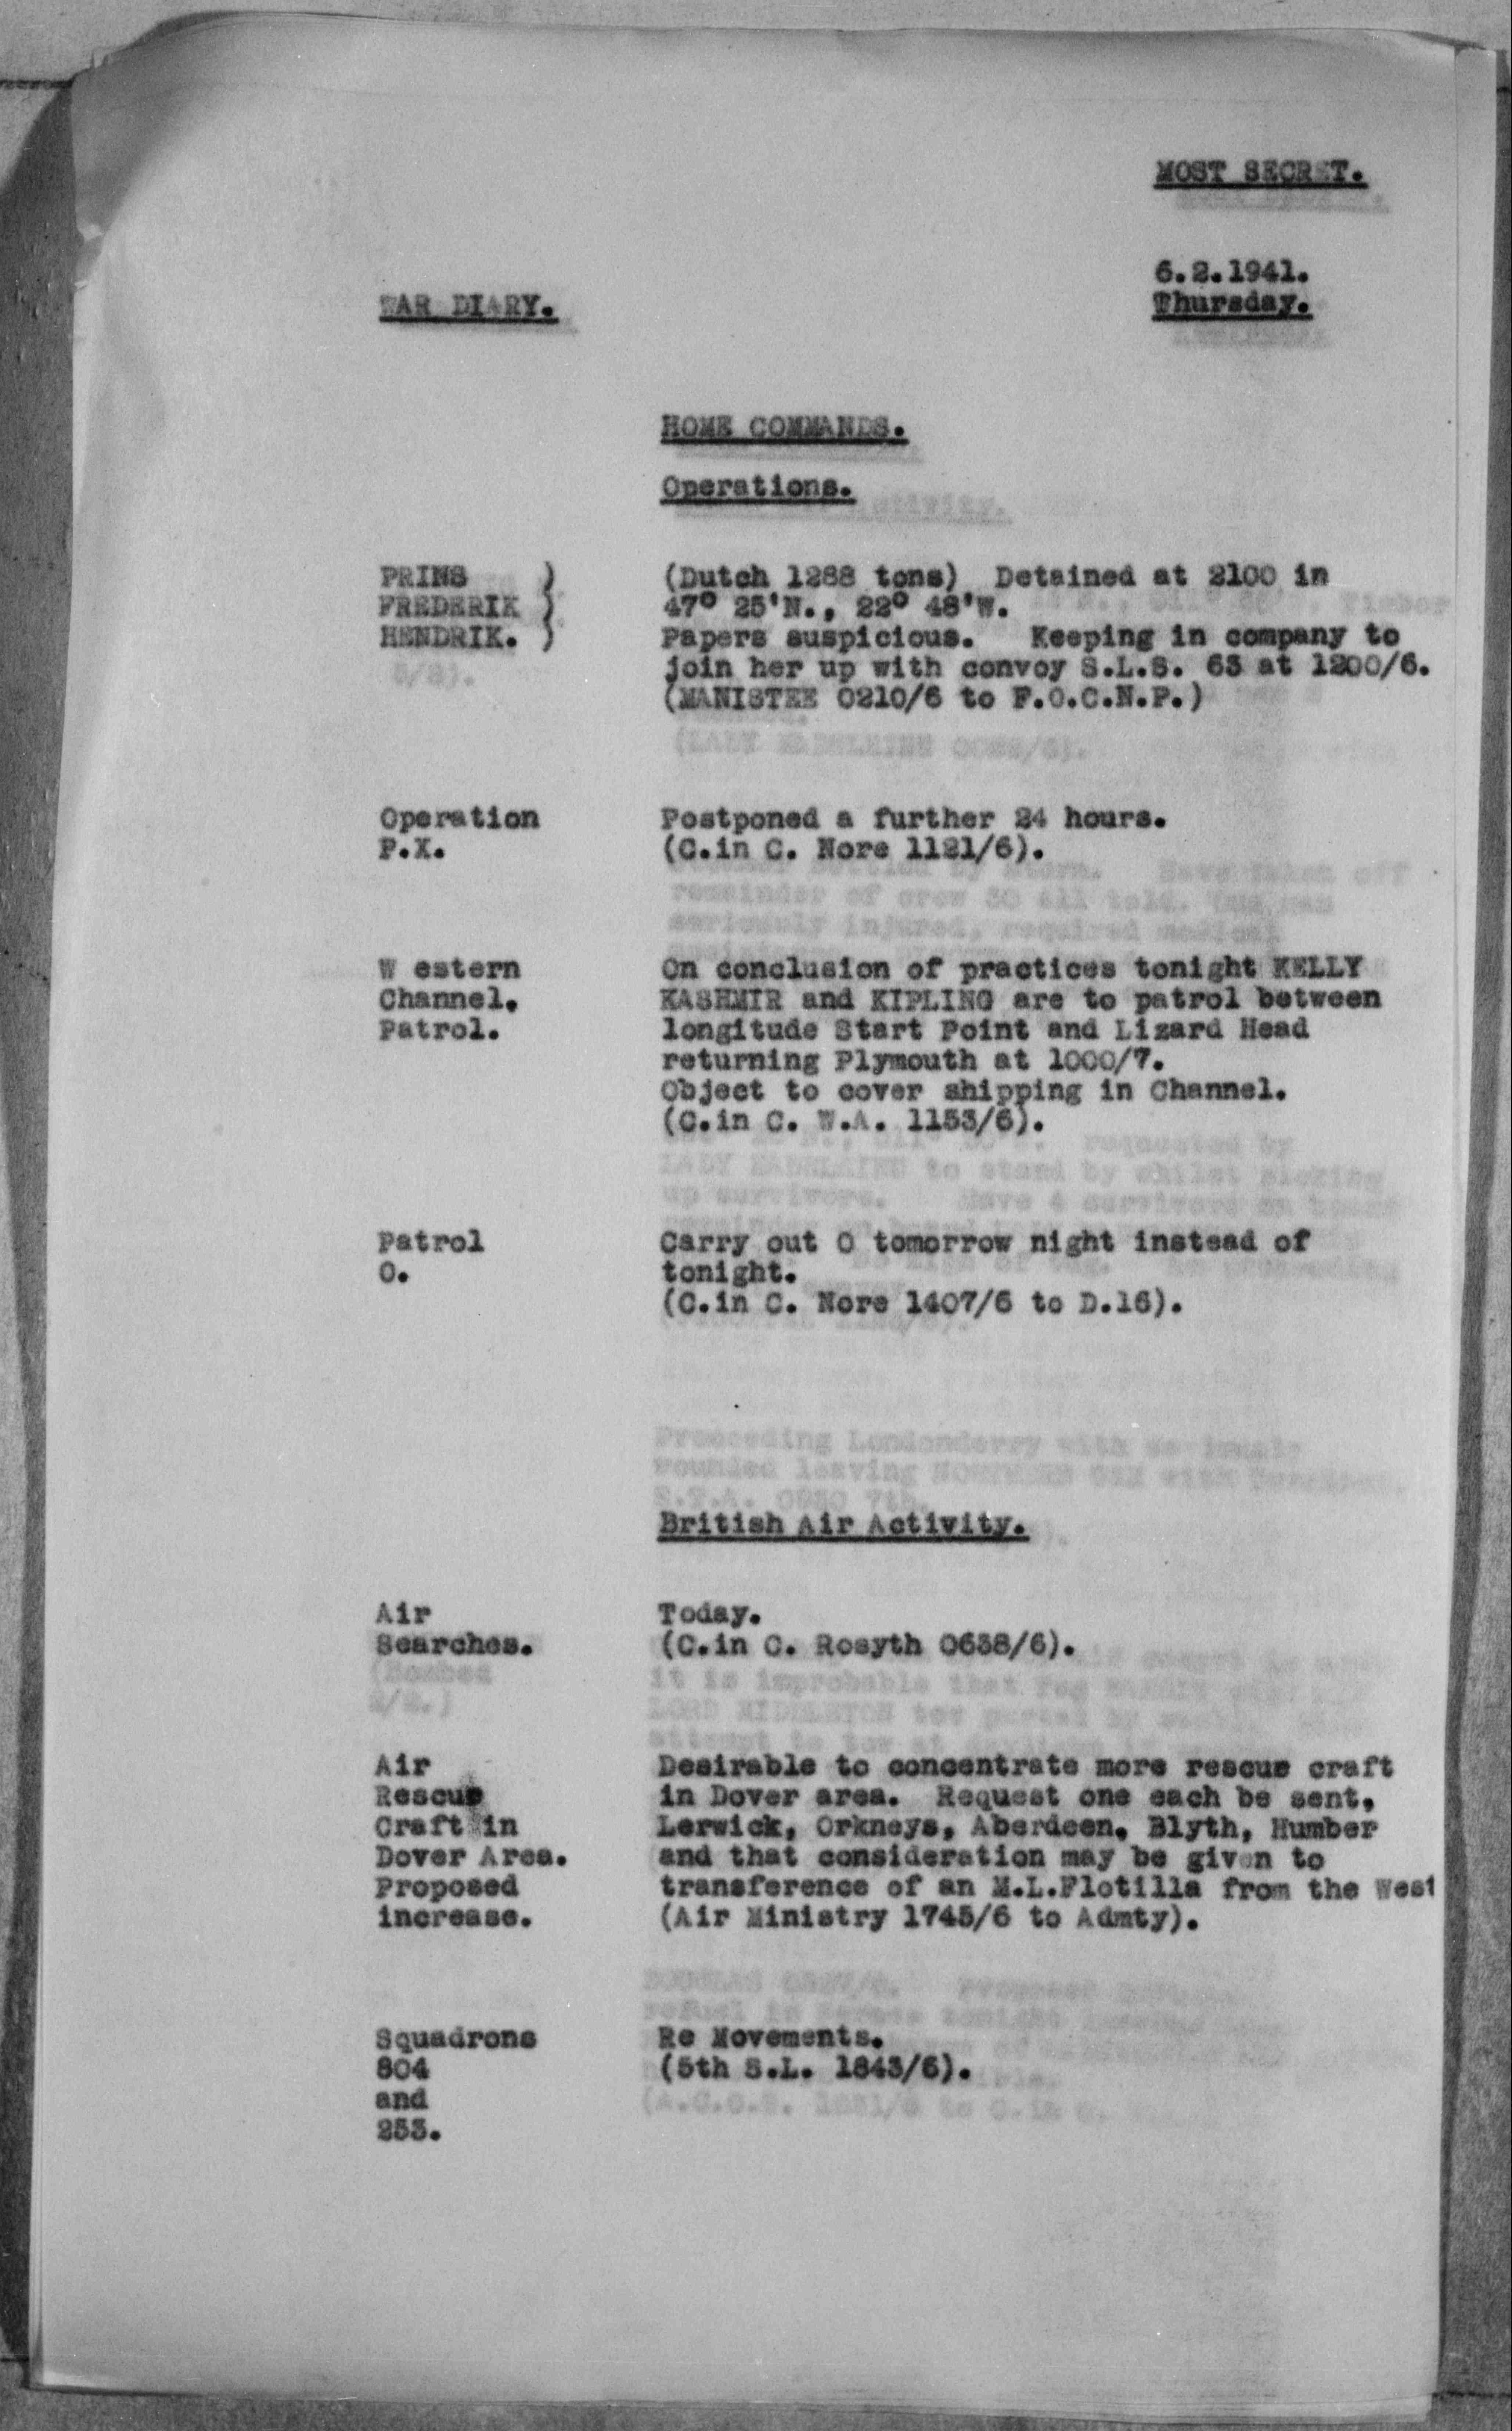 MOST SECRET.
6.2.1941.
WAR DIARY.
Thursday.
HOME COMMANDS.
Operations.
PRINS )
FREDERIK )
HENDRIK. )
(Dutch 1288 tons) Detained at 2100 in
47° 25'N., 22° 48'W.
Papers suspicious. Keeping in company to
join her up with convoy S.L.S. 63 at 1200/6.
(MANISTEE 0210/6 to F.O.C.N.P.)
Operation
P.X.
Postponed a further 24 hours.
(C.in C. Nore 1121/6).
W estern
Channel.
Patrol.
On conclusion of practices tonight KELLY
KASHMIR and KIPLING are to patrol between
longitude Start Point and Lizard Head
returning Plymouth at 1000/7.
Object to cover shipping in Channel.
(C.in C. W.A. 1153/6).
Patrol
O.
Carry out O tomorrow night instead of
tonight.
(C.in C. Nore 1407/6 to D.16).
British Air Activity.
Air
Searches.
Today.
(C.in C. Rosyth 0638/6).
Air
Rescue
Craft in
Dover Area.
Proposed
increase.
Desirable to concentrate more rescue craft
in Dover area. Request one each be sent,
Lerwick, Orkneys, Aberdeen, Blyth, Humber
and that consideration may be given to
transference of an M.L.Flotilla from the West
(Air Ministry 1745/6 to Admty).
Squadrons
804
and
253.
Re Movements.
(5th S.L. 1843/6).